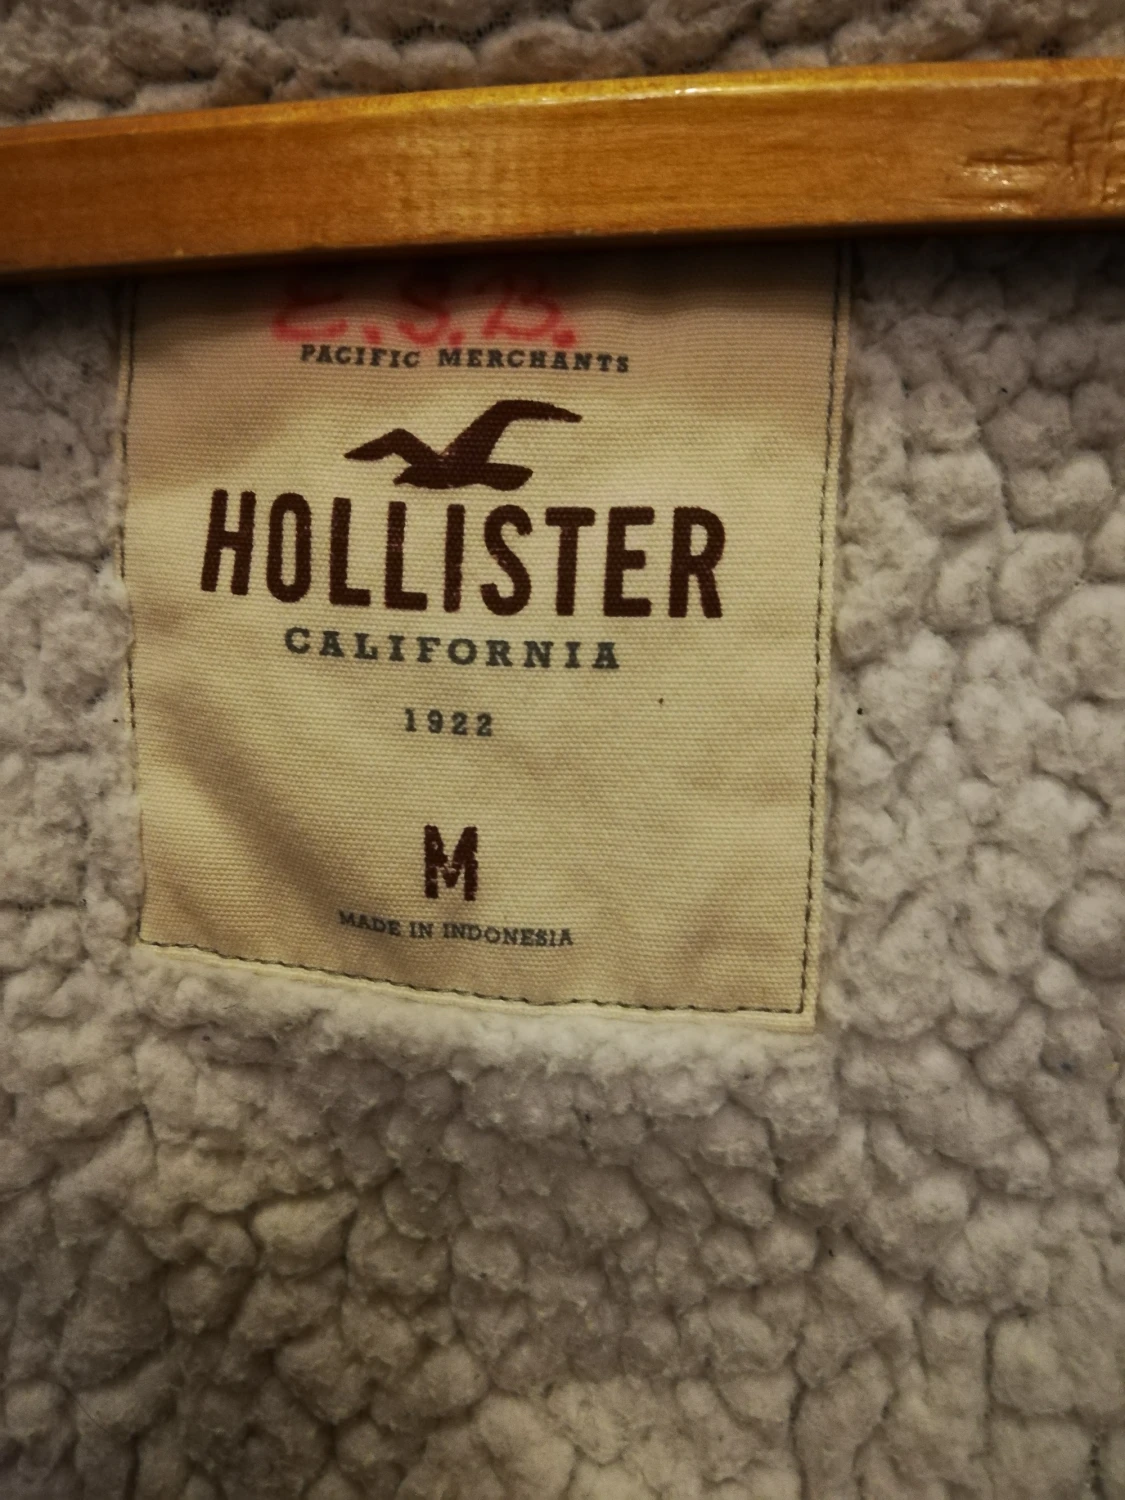 E.S.B.
PACIFIC MERCHANTS
HOLLISTER
CALIFORNIA
1922
M
MADE IN INDONESIA